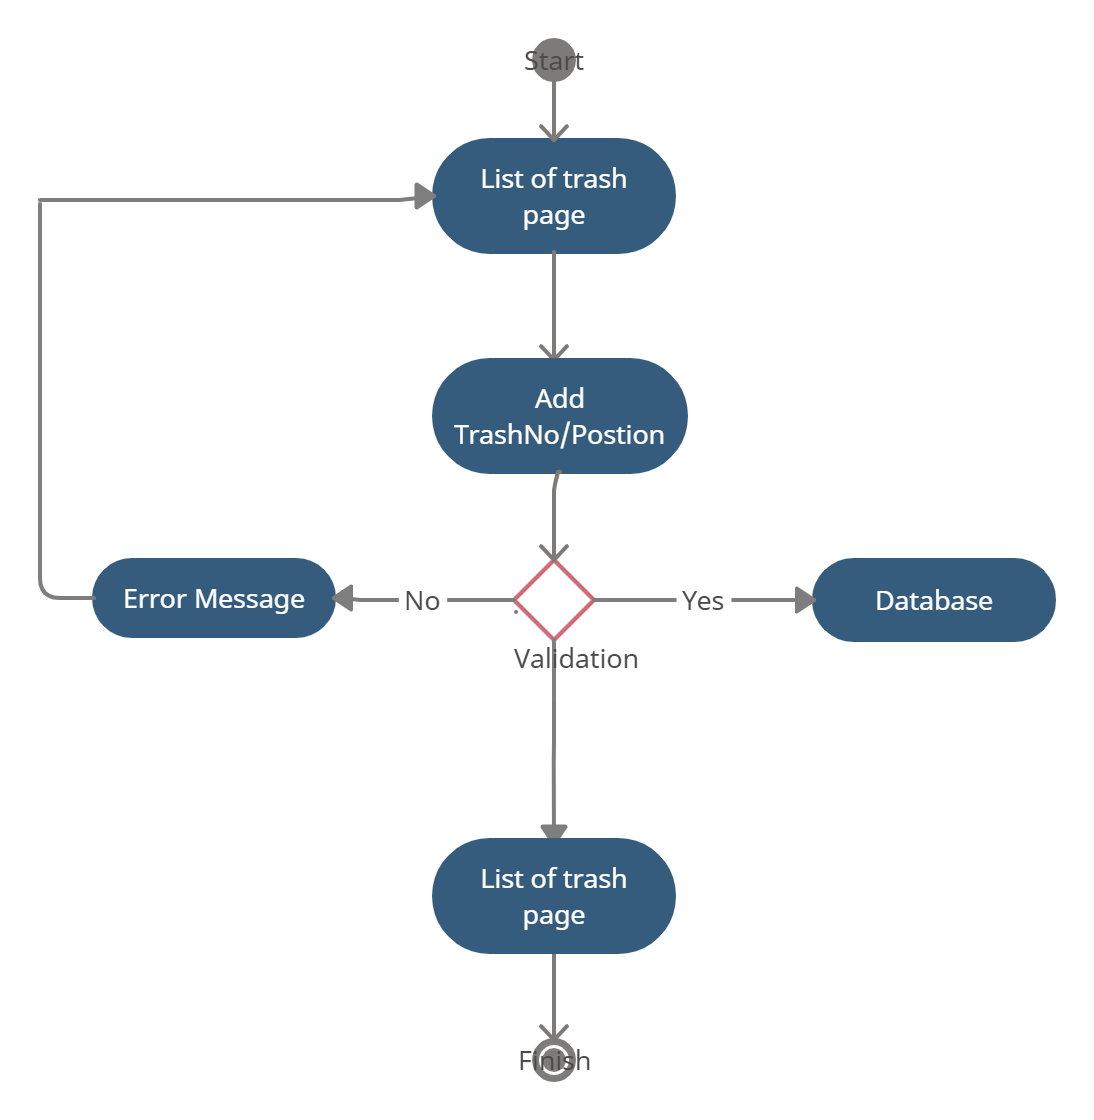 Start
List of trash
page
Add
TrashNo/Postion
Error Message
No
Yes
Database
Validation
List of trash
page
Finish